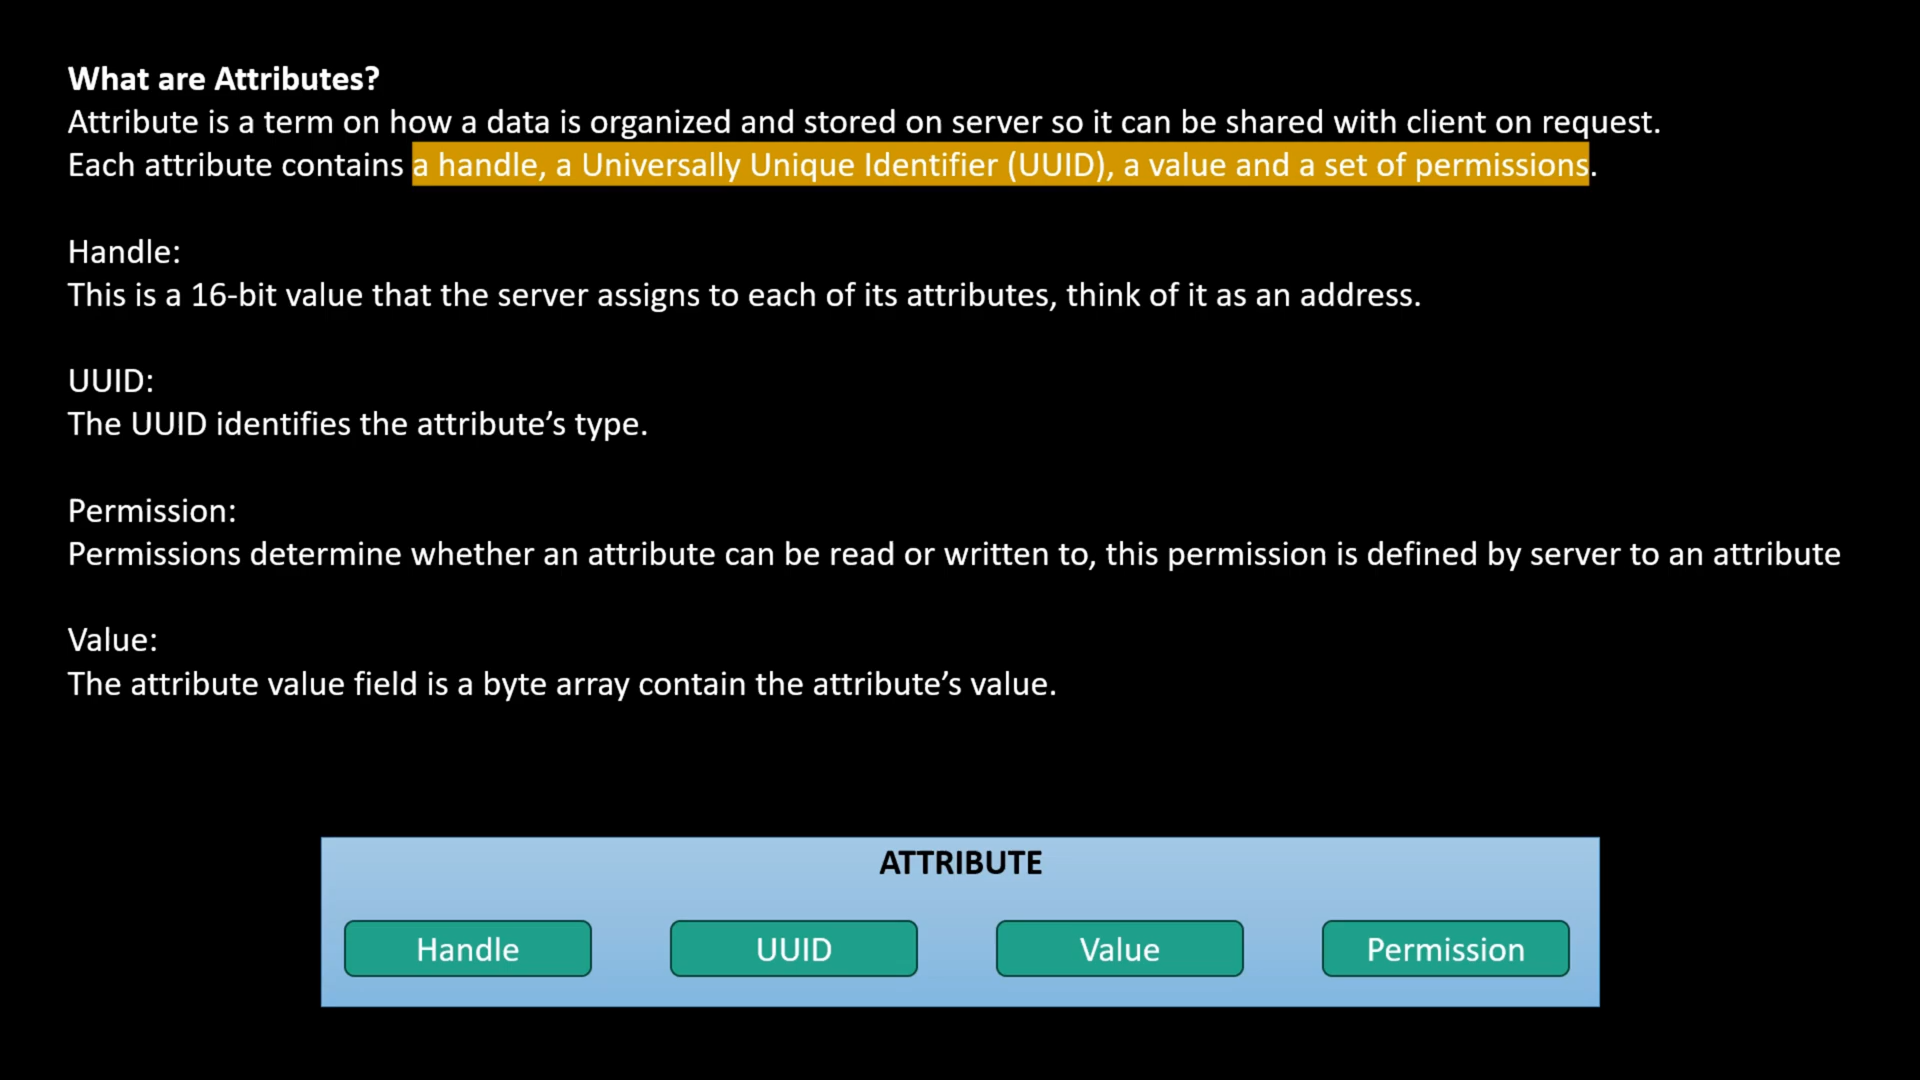 What are Attributes?
Attribute is a term on how a data is organized and stored on server so it can be shared with client on request.
Each attribute contains a handle, a Universally Unique Identifier (UUID), a value and a set of permissions.
Handle:
This is a 16-bit value that the server assigns to each of its attributes, think of it as an address.
UUID:
The UUID identifies the attribute’s type.
Permission:
Permissions determine whether an attribute can be read or written to, this permission is defined by server to an attribute
Value:
The attribute value field is a byte array contain the attribute’s value.
ATTRIBUTE
Handle UUID Value Permission